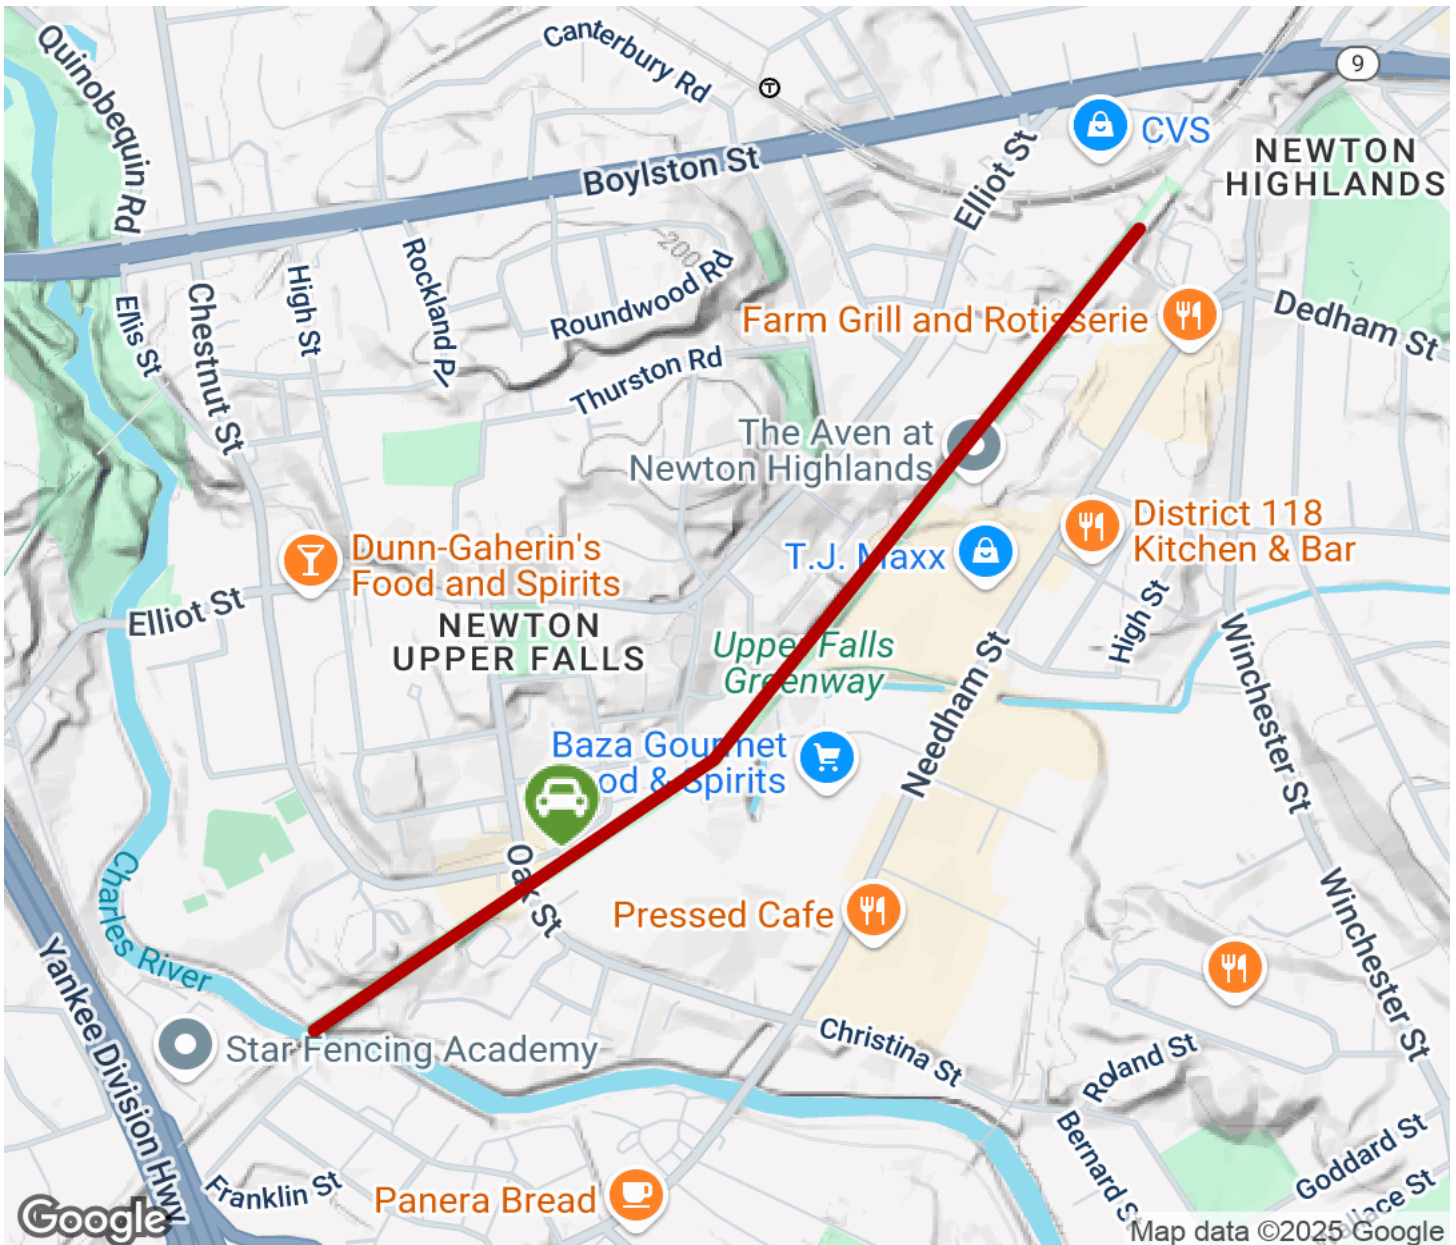 Quinobequin Rd
Canterbury Rd
T
9
CVS
NEWTON
HIGHLANDS
Boylston St
Elliot St
200
Rockland Pl
Roundwood Rd
High St
Ellis St
Chestnut St
Farm Grill and Rotisserie
Dedham St
Thurston Rd
The Aven at
Newton Highlands
District 118
Kitchen & Bar
T.J. Maxx
Dunn-Gaherin's
Food and Spirits
Elliot St
NEWTON
UPPER FALLS
High St
Upper Falls
Greenway
Needham St
Winchester St
Baza Gourmet
Food & Spirits
Oak St
Charles River
Pressed Cafe
Winchester St
Yankee Division Hwy
Star Fencing Academy
Christina St
Roland St
Bernard St
Goddard St
Franklin St
Panera Bread
Google
Map data ©2025 Google